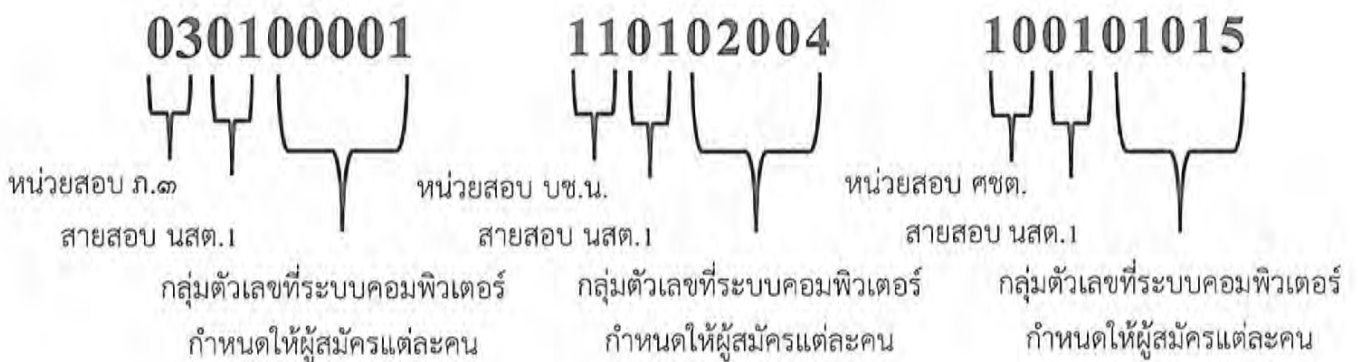 030100001 110102004 100101015
หน่วยสอบ ภ.๓ หน่วยสอบ บช.น. หน่วยสอบ ศชต.
สายสอบ นสต.1 สายสอบ นสต.1 สายสอบ นสต.1
กลุ่มตัวเลขที่ระบบคอมพิวเตอร์ กลุ่มตัวเลขที่ระบบคอมพิวเตอร์ กลุ่มตัวเลขที่ระบบคอมพิวเตอร์
กำหนดให้ผู้สมัครแต่ละคน กำหนดให้ผู้สมัครแต่ละคน กำหนดให้ผู้สมัครแต่ละคน